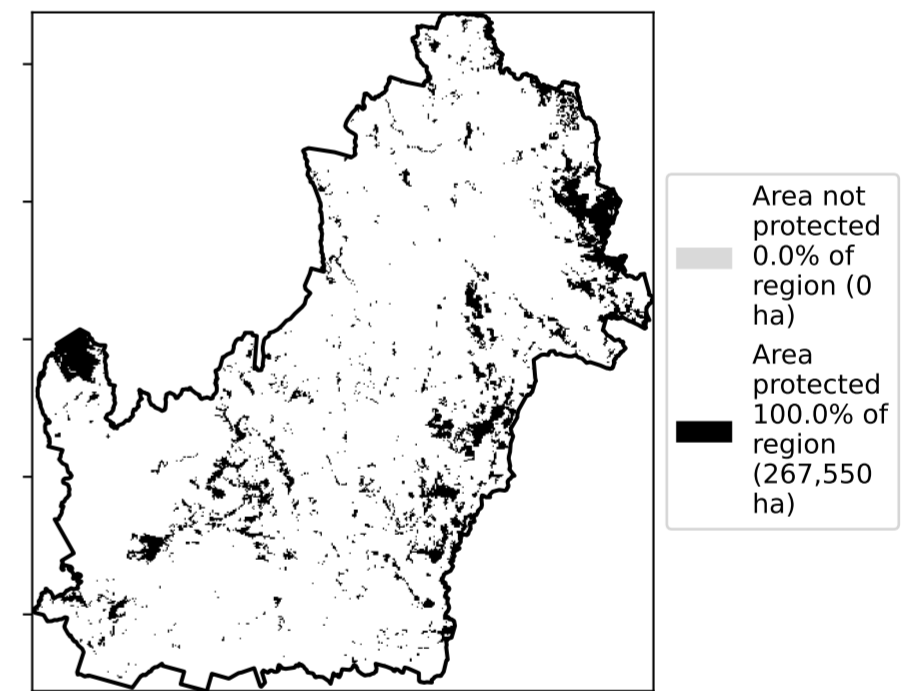 Area not
protected
0.0% of
region (0
ha)
Area
protected
100.0% of
region
(267,550
ha)